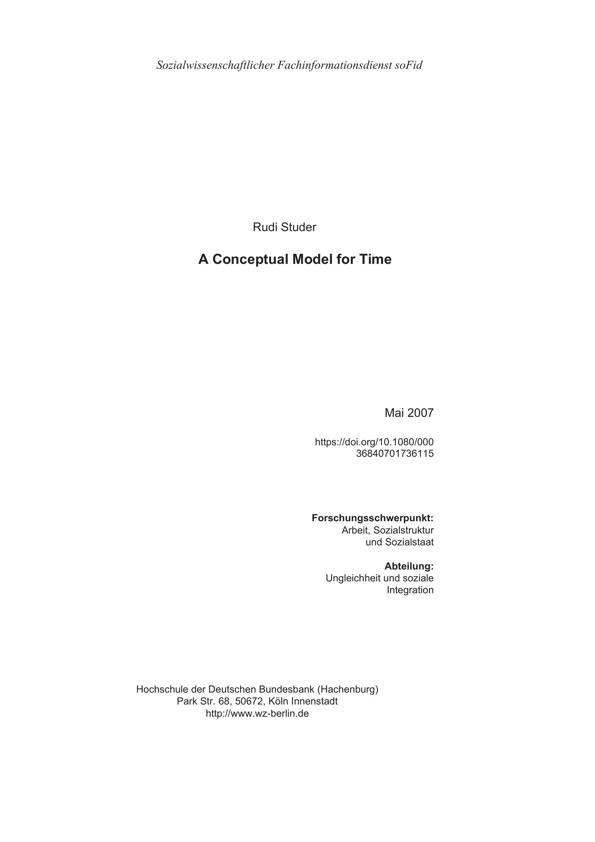 Sozialwissenschaftlicher Fachinformationsdienst soFid
Rudi Studer
A Conceptual Model for Time
Mai 2007
https://doi.org/10.1080/000
36840701736115
Forschungsschwerpunkt:
Arbeit, Sozialstruktur
und Sozialstaat
Abteilung:
Ungleichheit und soziale
Integration
Hochschule der Deutschen Bundesbank (Hachenburg)
Park Str. 68, 50672, Köln Innenstadt
http://www.wz-berlin.de